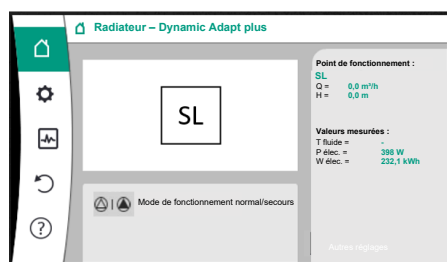 Radiateur – Dynamic Adapt plus
SL
Mode de fonctionnement normal/secours
Point de fonctionnement :
SL
Q = 0,0 m³/h
H = 0,0 m
Valeurs mesurées :
T fluide = -
P élec. = 398 W
W élec. = 232,1 kWh
Autres réglages
?